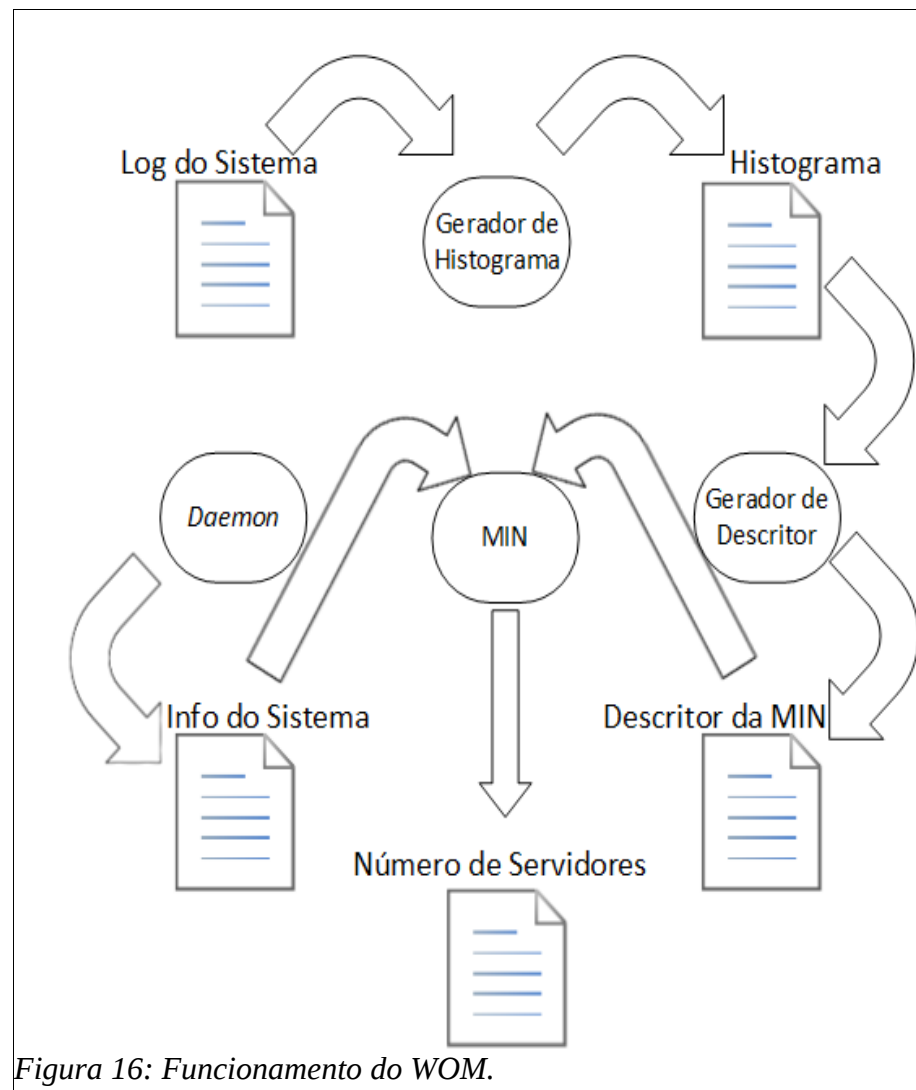 Log do Sistema
Histograma
Gerador de
Histograma
Daemon
MIN
Gerador de
Descritor
Info do Sistema
Descritor da MIN
Número de Servidores
Figura 16: Funcionamento do WOM.